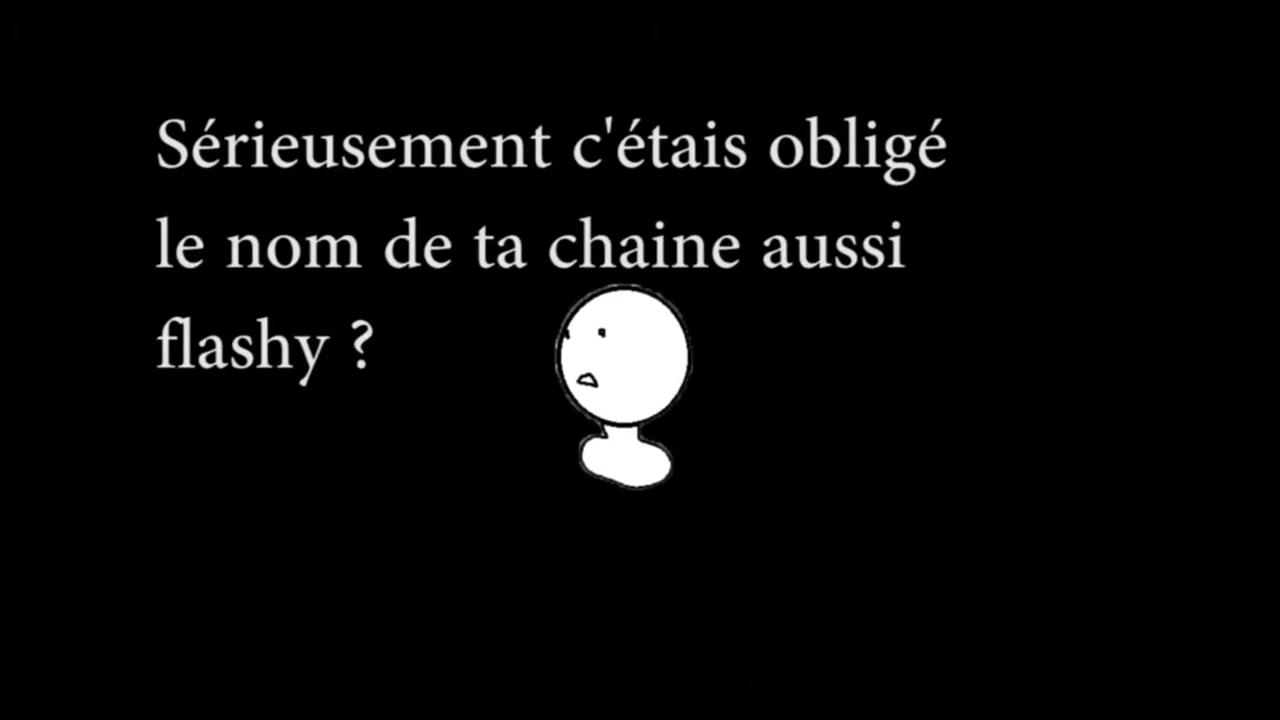 Sérieusement c'étais obligé
le nom de ta chaine aussi
flashy ?